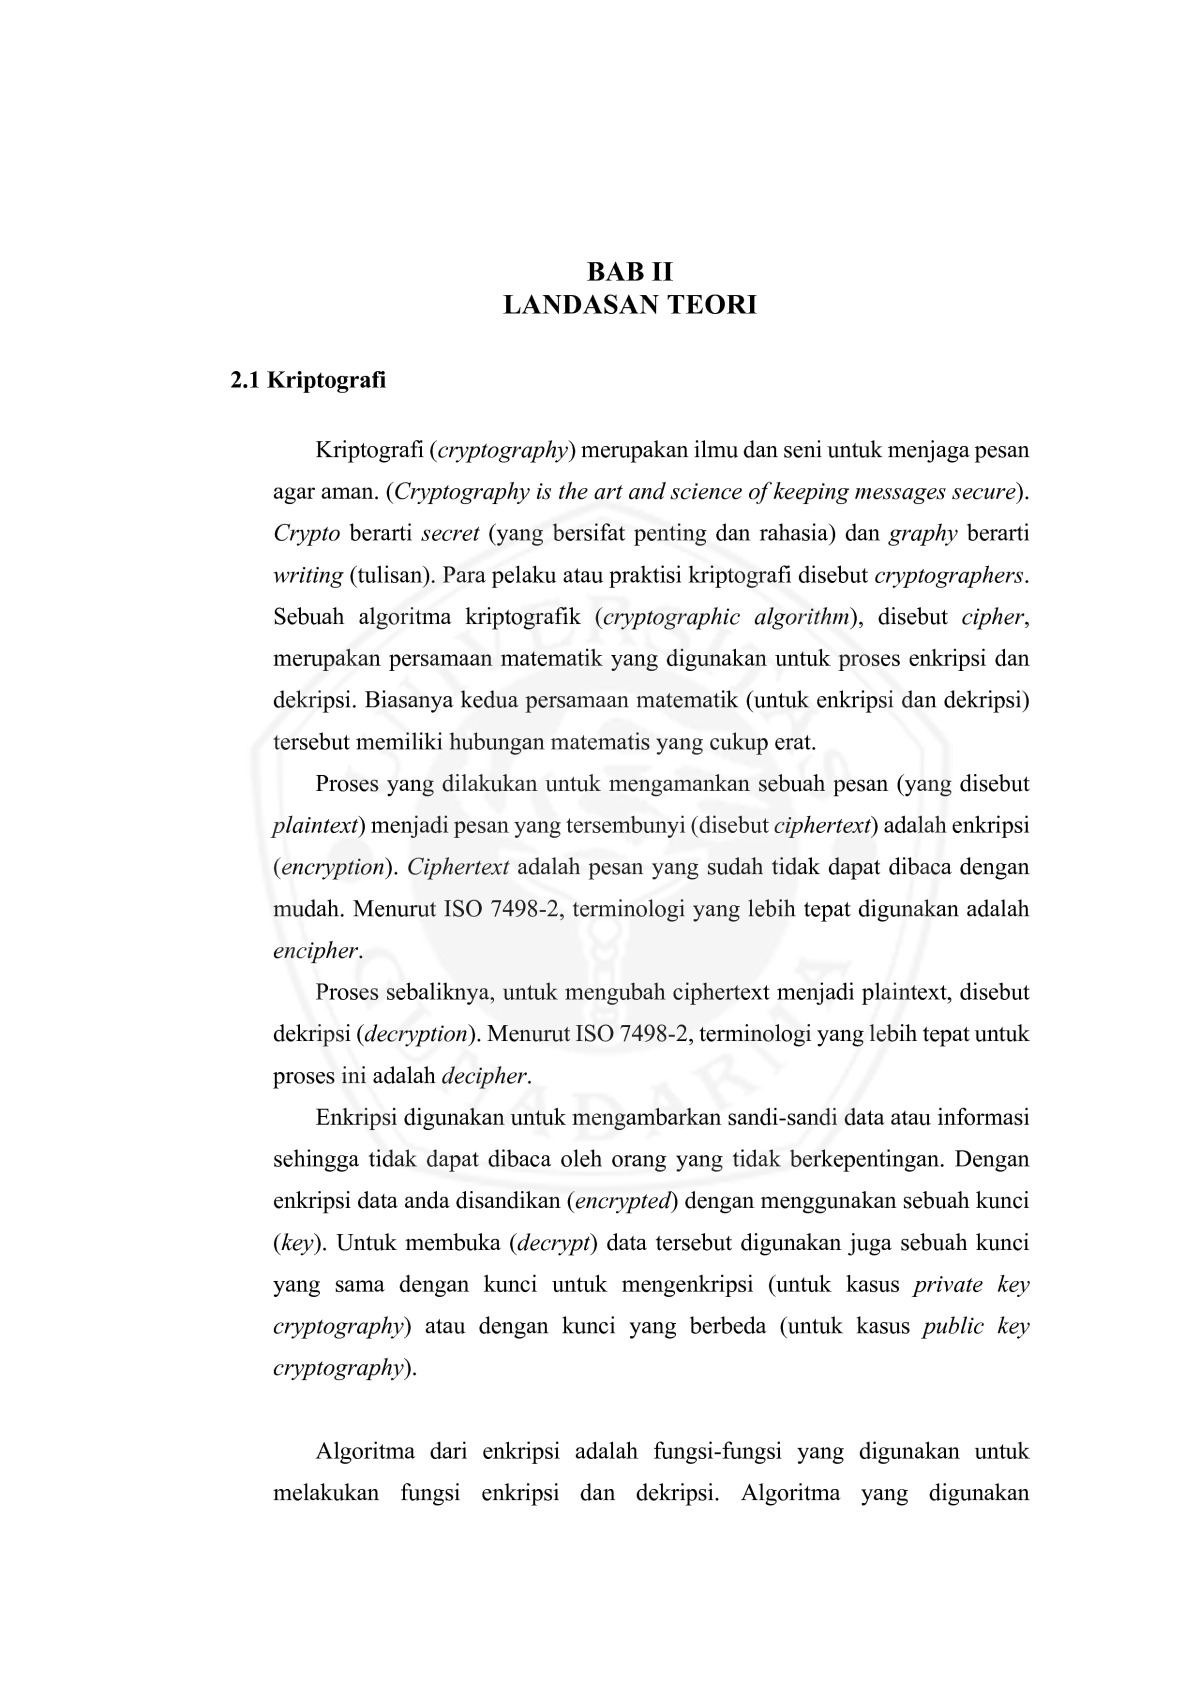 BAB II
LANDASAN TEORI
2.1 Kriptografi
Kriptografi (cryptography) merupakan ilmu dan seni untuk menjaga pesan
agar aman. (Cryptography is the art and science of keeping messages secure).
Crypto berarti secret (yang bersifat penting dan rahasia) dan graphy berarti
writing (tulisan). Para pelaku atau praktisi kriptografi disebut cryptographers.
Sebuah algoritma kriptografik (cryptographic algorithm), disebut cipher,
merupakan persamaan matematik yang digunakan untuk proses enkripsi dan
dekripsi. Biasanya kedua persamaan matematik (untuk enkripsi dan dekripsi)
tersebut memiliki hubungan matematis yang cukup erat.
Proses yang dilakukan untuk mengamankan sebuah pesan (yang disebut
plaintext) menjadi pesan yang tersembunyi (disebut ciphertext) adalah enkripsi
(encryption). Ciphertext adalah pesan yang sudah tidak dapat dibaca dengan
mudah. Menurut ISO 7498-2, terminologi yang lebih tepat digunakan adalah
encipher.
Proses sebaliknya, untuk mengubah ciphertext menjadi plaintext, disebut
dekripsi (decryption). Menurut ISO 7498-2, terminologi yang lebih tepat untuk
proses ini adalah decipher.
Enkripsi digunakan untuk mengambarkan sandi-sandi data atau informasi
sehingga tidak dapat dibaca oleh orang yang tidak berkepentingan. Dengan
enkripsi data anda disandikan (encrypted) dengan menggunakan sebuah kunci
(key). Untuk membuka (decrypt) data tersebut digunakan juga sebuah kunci
yang sama dengan kunci untuk mengenkripsi (untuk kasus private key
cryptography) atau dengan kunci yang berbeda (untuk kasus public key
cryptography).
Algoritma dari enkripsi adalah fungsi-fungsi yang digunakan untuk
melakukan fungsi enkripsi dan dekripsi. Algoritma yang digunakan
UNIVERSITAS
GUNADARMA